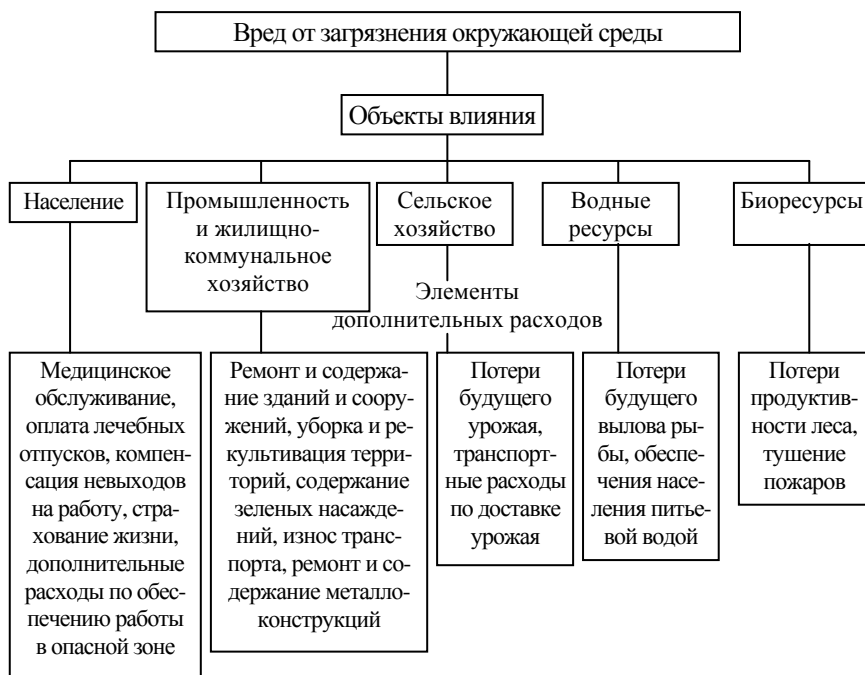 Вред от загрязнения окружающей среды
Объекты влияния
Население
Промышленность
и жилищно-
коммунальное
хозяйство
Сельское
хозяйство
Водные
ресурсы
Биоресурсы
Элементы
дополнительных расходов
Медицинское
обслуживание,
оплата лечебных
отпусков, компен-
сация невыходов
на работу, стра-
хование жизни,
дополнительные
расходы по обес-
печению работы
в опасной зоне
Ремонт и содержа-
ние зданий и соору-
жений, уборка и ре-
культивация терри-
торий, содержание
зеленых насажде-
ний, износ транс-
порта, ремонт и со-
держание металло-
конструкций
Потери
будущего
урожая,
транспорт-
ные расходы
по доставке
урожая
Потери
будущего
вылова ры-
бы, обеспе-
чения насе-
ления питье-
вой водой
Потери
продуктив-
ности леса,
тушение
пожаров